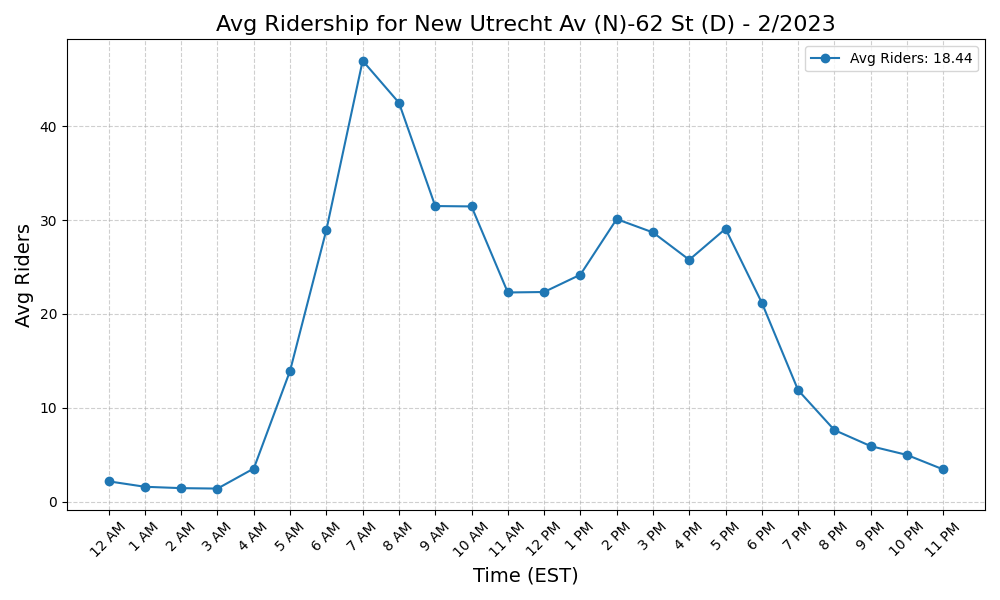 Avg Ridership for New Utrecht Av (N)-62 St (D) - 2/2023
Avg Riders: 18.44
Avg Riders
40
30
20
10
0
12 AM
1 AM
2 AM
3 AM
4 AM
5 AM
6 AM
7 AM
8 AM
9 AM
10 AM
11 AM
12 PM
1 PM
2 PM
3 PM
4 PM
5 PM
6 PM
7 PM
8 PM
9 PM
10 PM
11 PM
Time (EST)